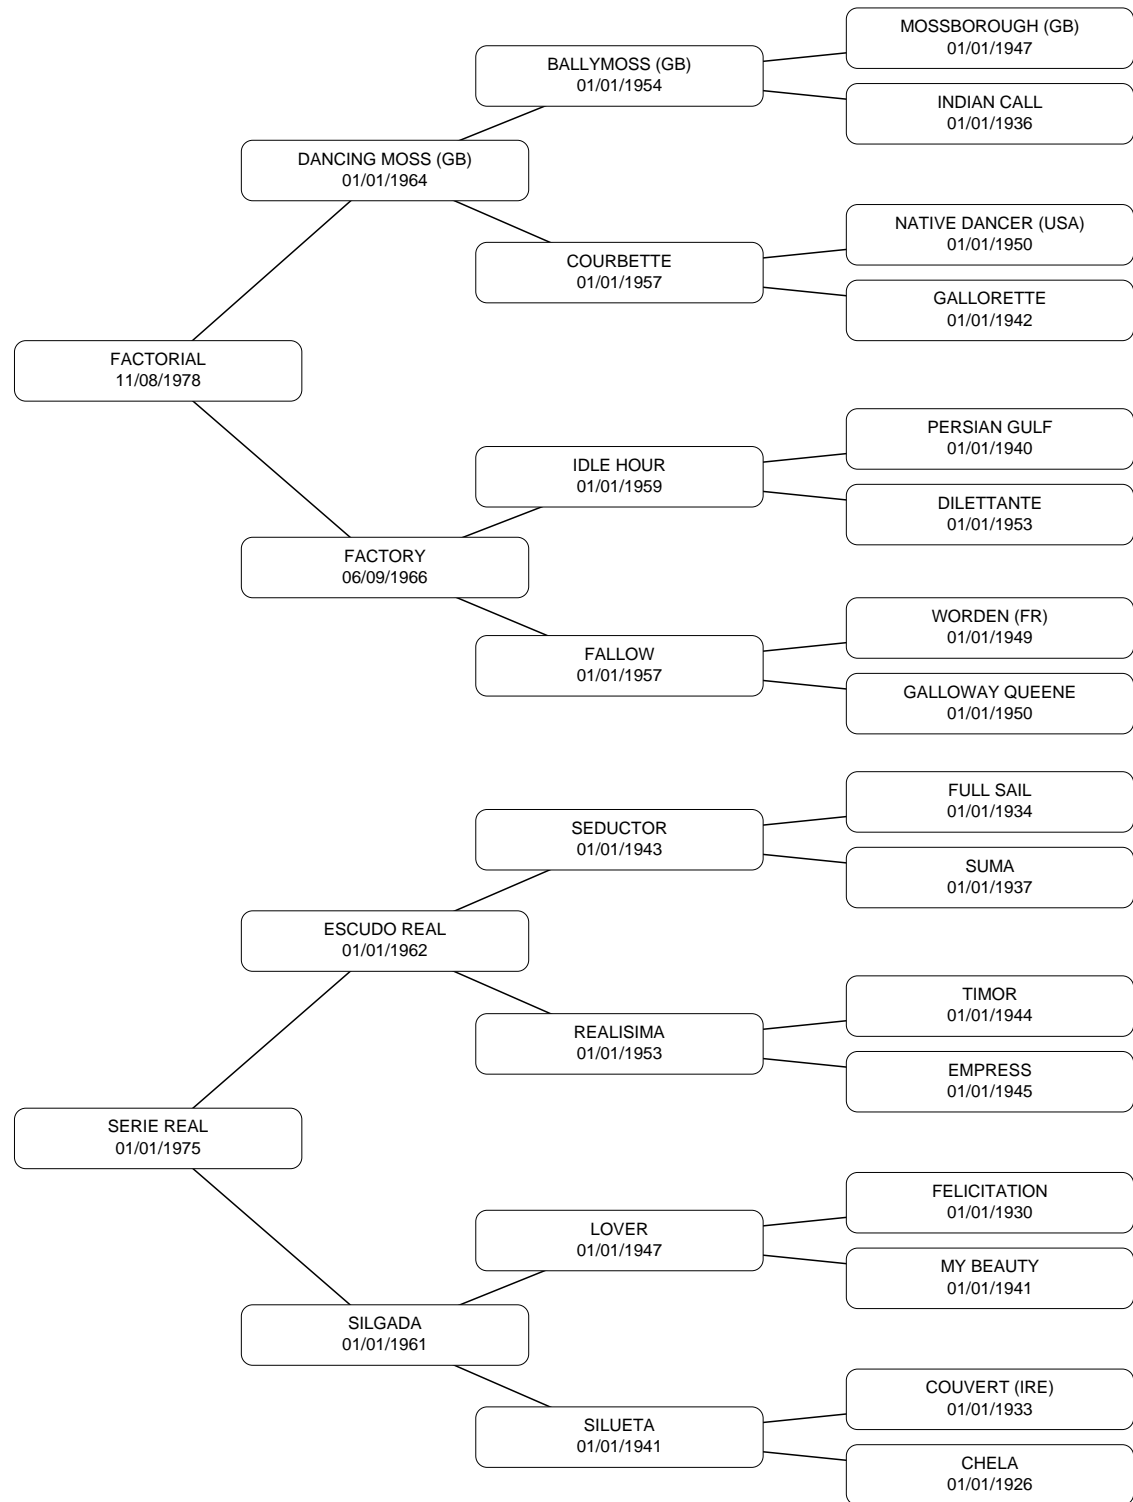 MOSSBOROUGH (GB)
01/01/1947
BALLYMOSS (GB)
01/01/1954
INDIAN CALL
01/01/1936
DANCING MOSS (GB)
01/01/1964
NATIVE DANCER (USA)
01/01/1950
COURBETTE
01/01/1957
GALLORETTE
01/01/1942
FACTORIAL
11/08/1978
PERSIAN GULF
01/01/1940
IDLE HOUR
01/01/1959
DILETTANTE
01/01/1953
FACTORY
06/09/1966
WORDEN (FR)
01/01/1949
FALLOW
01/01/1957
GALLOWAY QUEENE
01/01/1950
FULL SAIL
01/01/1934
SEDUCTOR
01/01/1943
SUMA
01/01/1937
ESCUDO REAL
01/01/1962
TIMOR
01/01/1944
REALISIMA
01/01/1953
EMPRESS
01/01/1945
SERIE REAL
01/01/1975
FELICITATION
01/01/1930
LOVER
01/01/1947
MY BEAUTY
01/01/1941
SILGADA
01/01/1961
COUVERT (IRE)
01/01/1933
SILUETA
01/01/1941
CHELA
01/01/1926